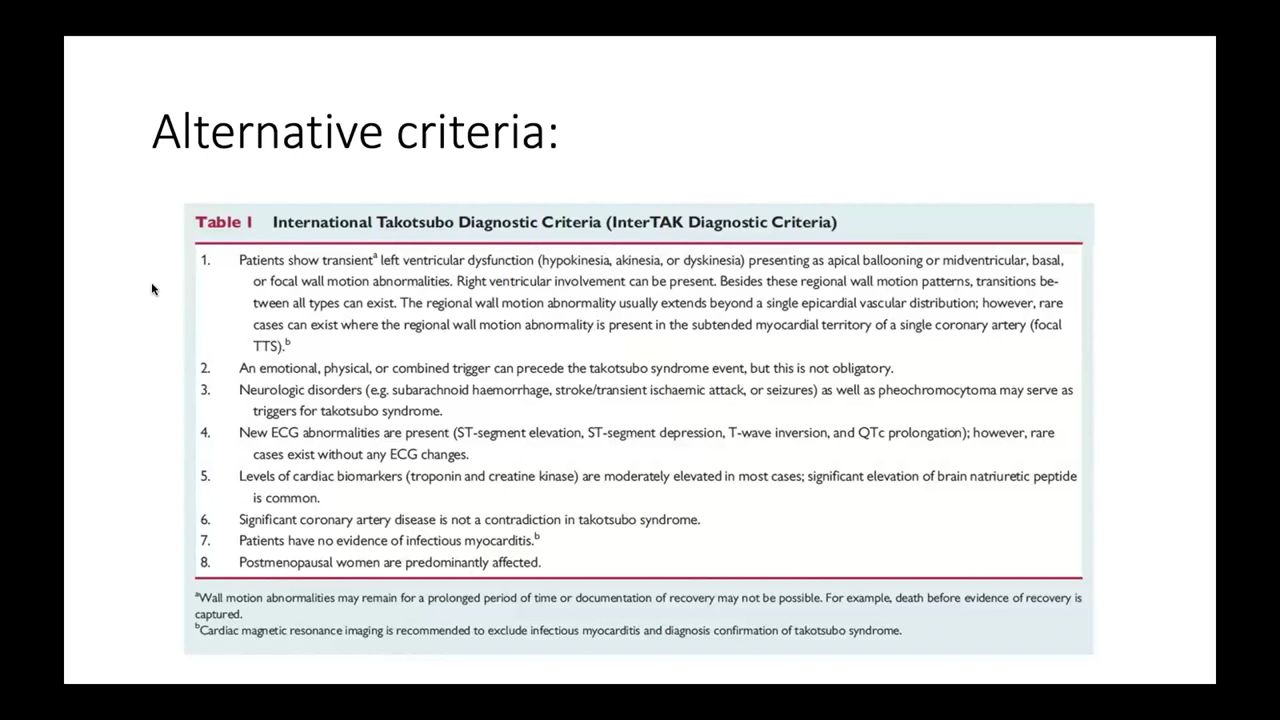 Alternative criteria:
Table 1 International Takotsubo Diagnostic Criteria (InterTAK Diagnostic Criteria)
1. Patients show transientᵃ left ventricular dysfunction (hypokinesia, akinesia, or dyskinesia) presenting as apical ballooning or midventricular, basal,
or focal wall motion abnormalities. Right ventricular involvement can be present. Besides these regional wall motion patterns, transitions be-
tween all types can exist. The regional wall motion abnormality usually extends beyond a single epicardial vascular distribution; however, rare
cases can exist where the regional wall motion abnormality is present in the subtended myocardial territory of a single coronary artery (focal
TTS).ᵇ
2. An emotional, physical, or combined trigger can precede the takotsubo syndrome event, but this is not obligatory.
3. Neurologic disorders (e.g. subarachnoid haemorrhage, stroke/transient ischaemic attack, or seizures) as well as pheochromocytoma may serve as
triggers for takotsubo syndrome.
4. New ECG abnormalities are present (ST-segment elevation, ST-segment depression, T-wave inversion, and QTc prolongation); however, rare
cases exist without any ECG changes.
5. Levels of cardiac biomarkers (troponin and creatine kinase) are moderately elevated in most cases; significant elevation of brain natriuretic peptide
is common.
6. Significant coronary artery disease is not a contradiction in takotsubo syndrome.
7. Patients have no evidence of infectious myocarditis.ᵇ
8. Postmenopausal women are predominantly affected.
ᵃWall motion abnormalities may remain for a prolonged period of time or documentation of recovery may not be possible. For example, death before evidence of recovery is
captured.
ᵇCardiac magnetic resonance imaging is recommended to exclude infectious myocarditis and diagnosis confirmation of takotsubo syndrome.